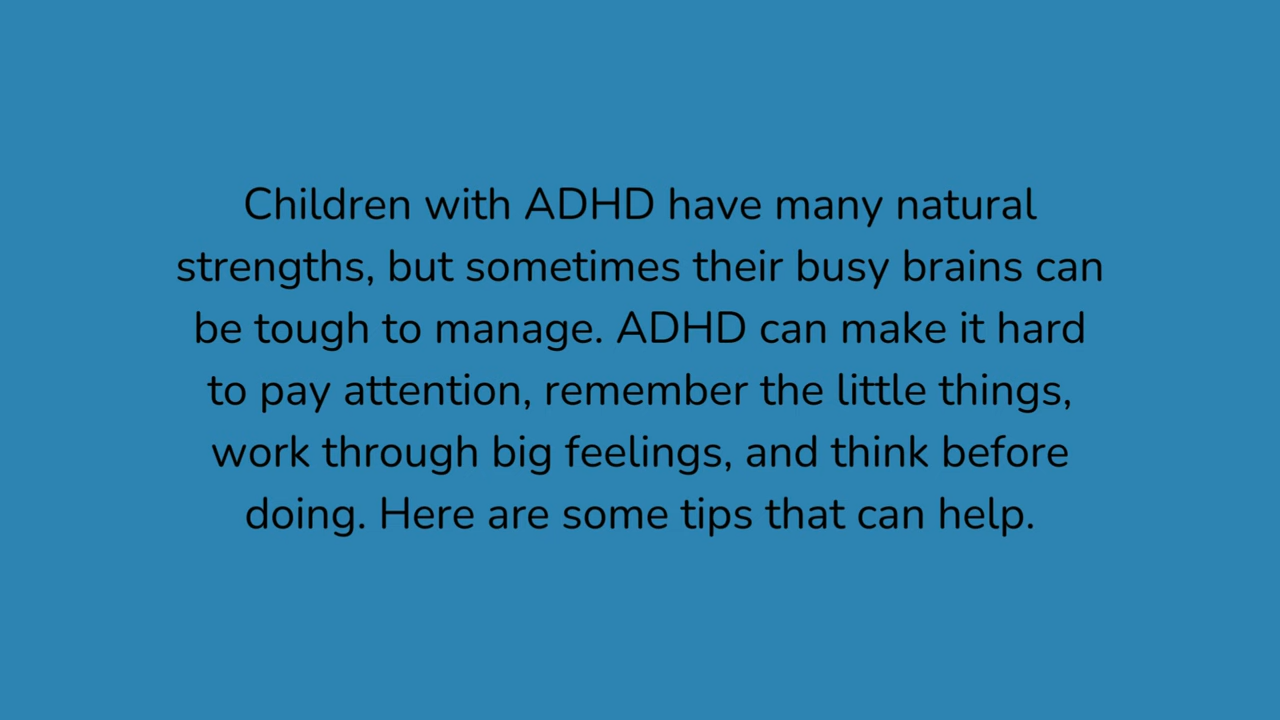 Children with ADHD have many natural
strengths, but sometimes their busy brains can
be tough to manage. ADHD can make it hard
to pay attention, remember the little things,
work through big feelings, and think before
doing. Here are some tips that can help.